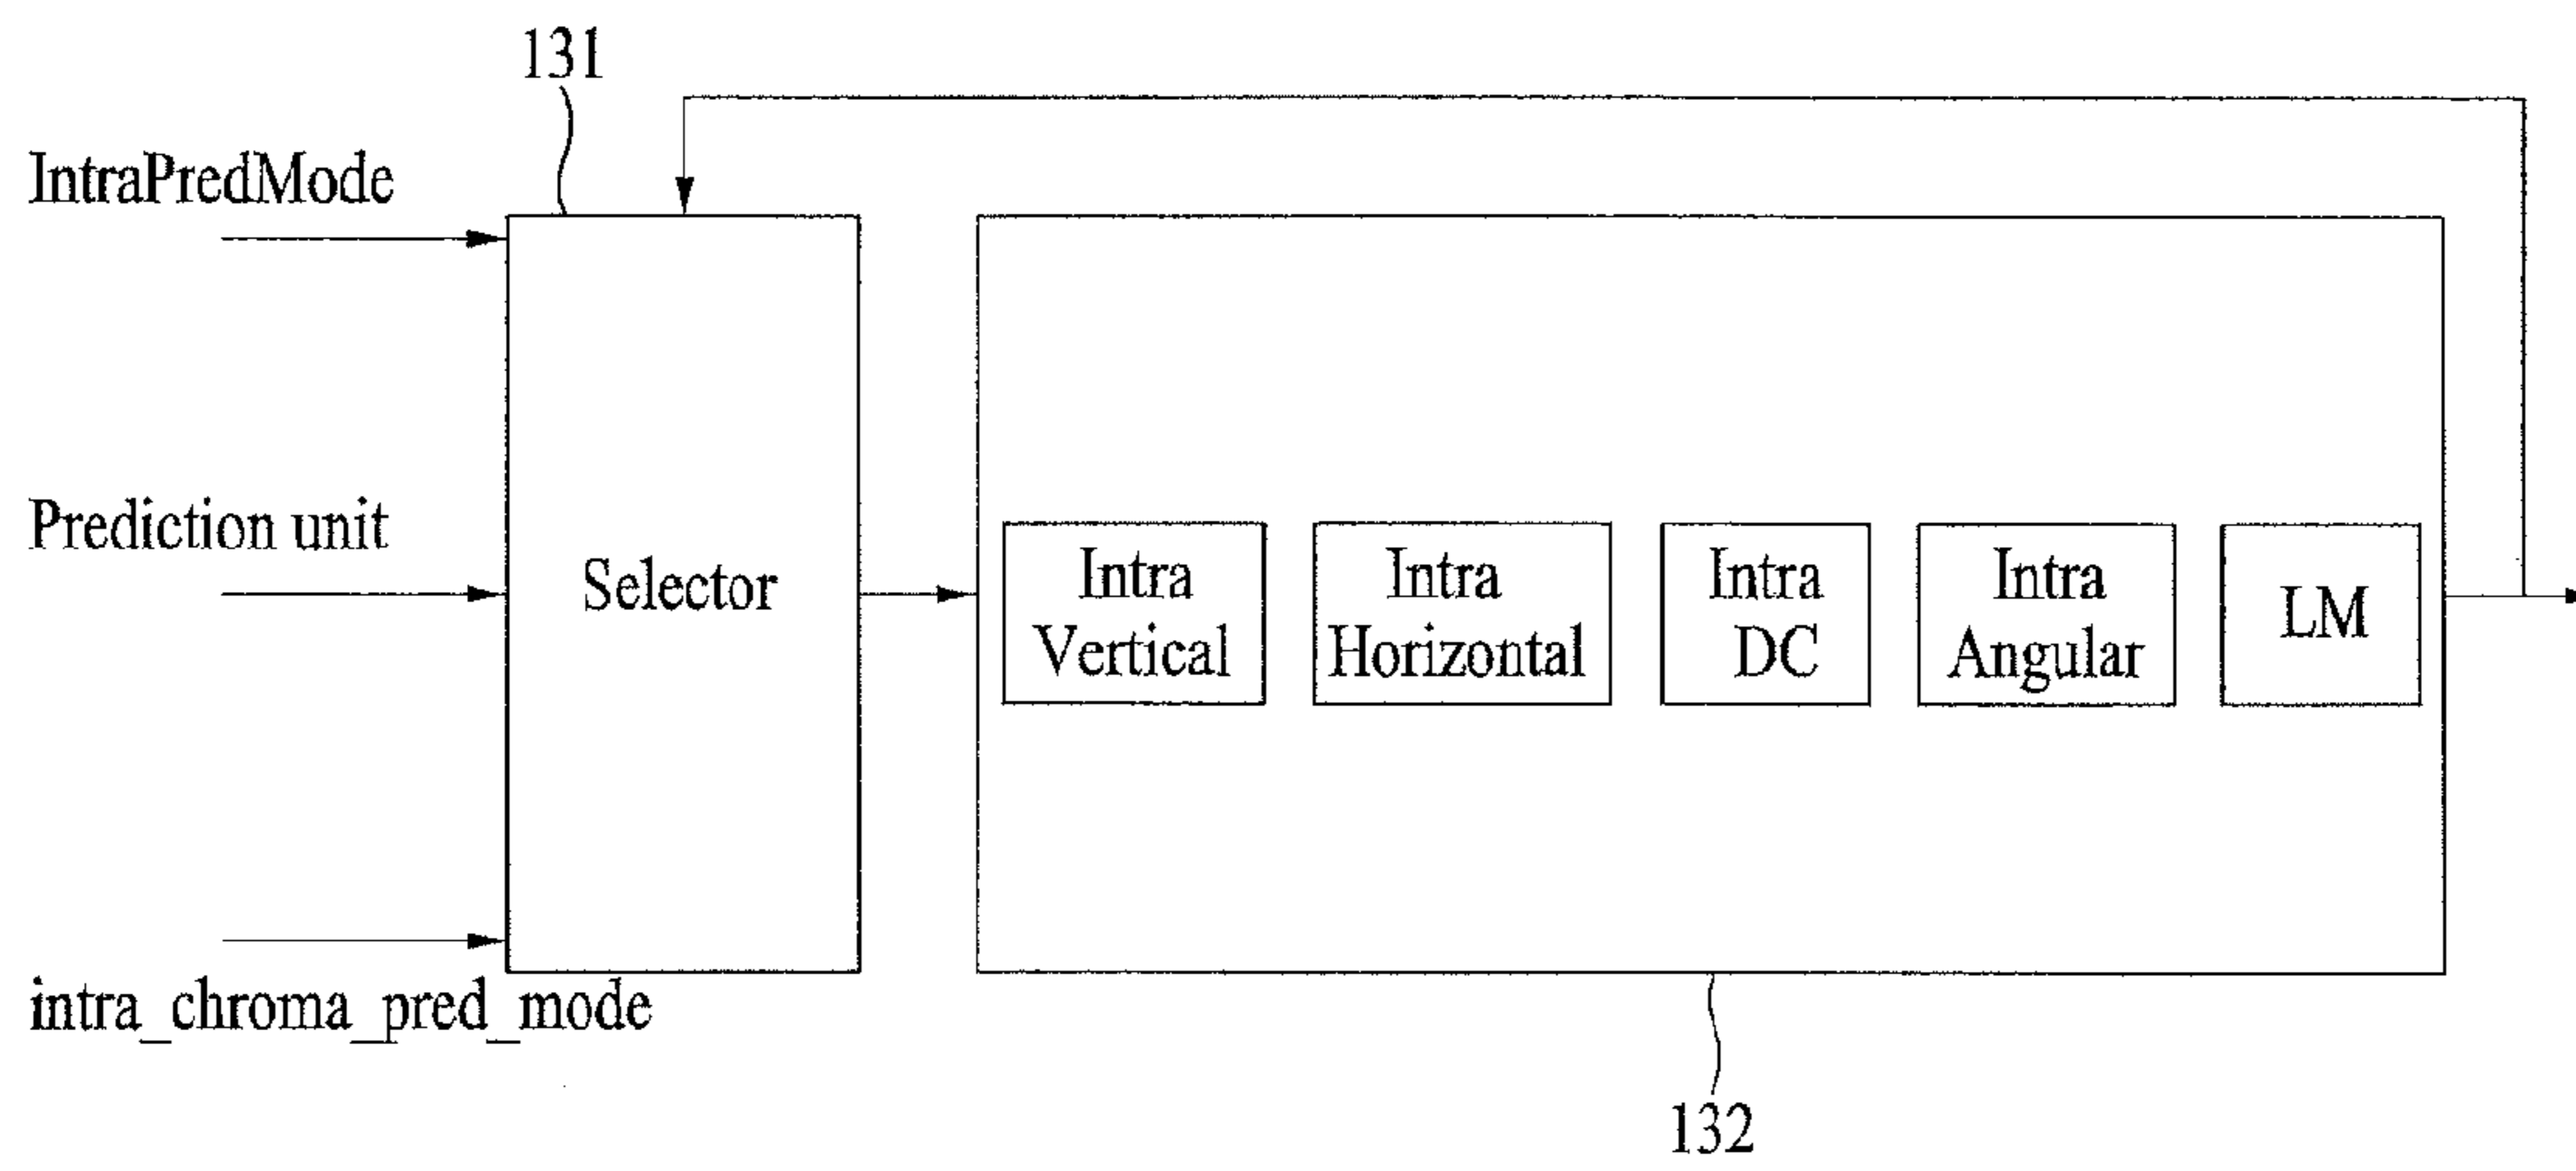 131
IntraPredMode
Prediction unit
Selector
Intra
Vertical
Intra
Horizontal
Intra
DC
Intra
Angular
LM
intra_chroma_pred_mode
132